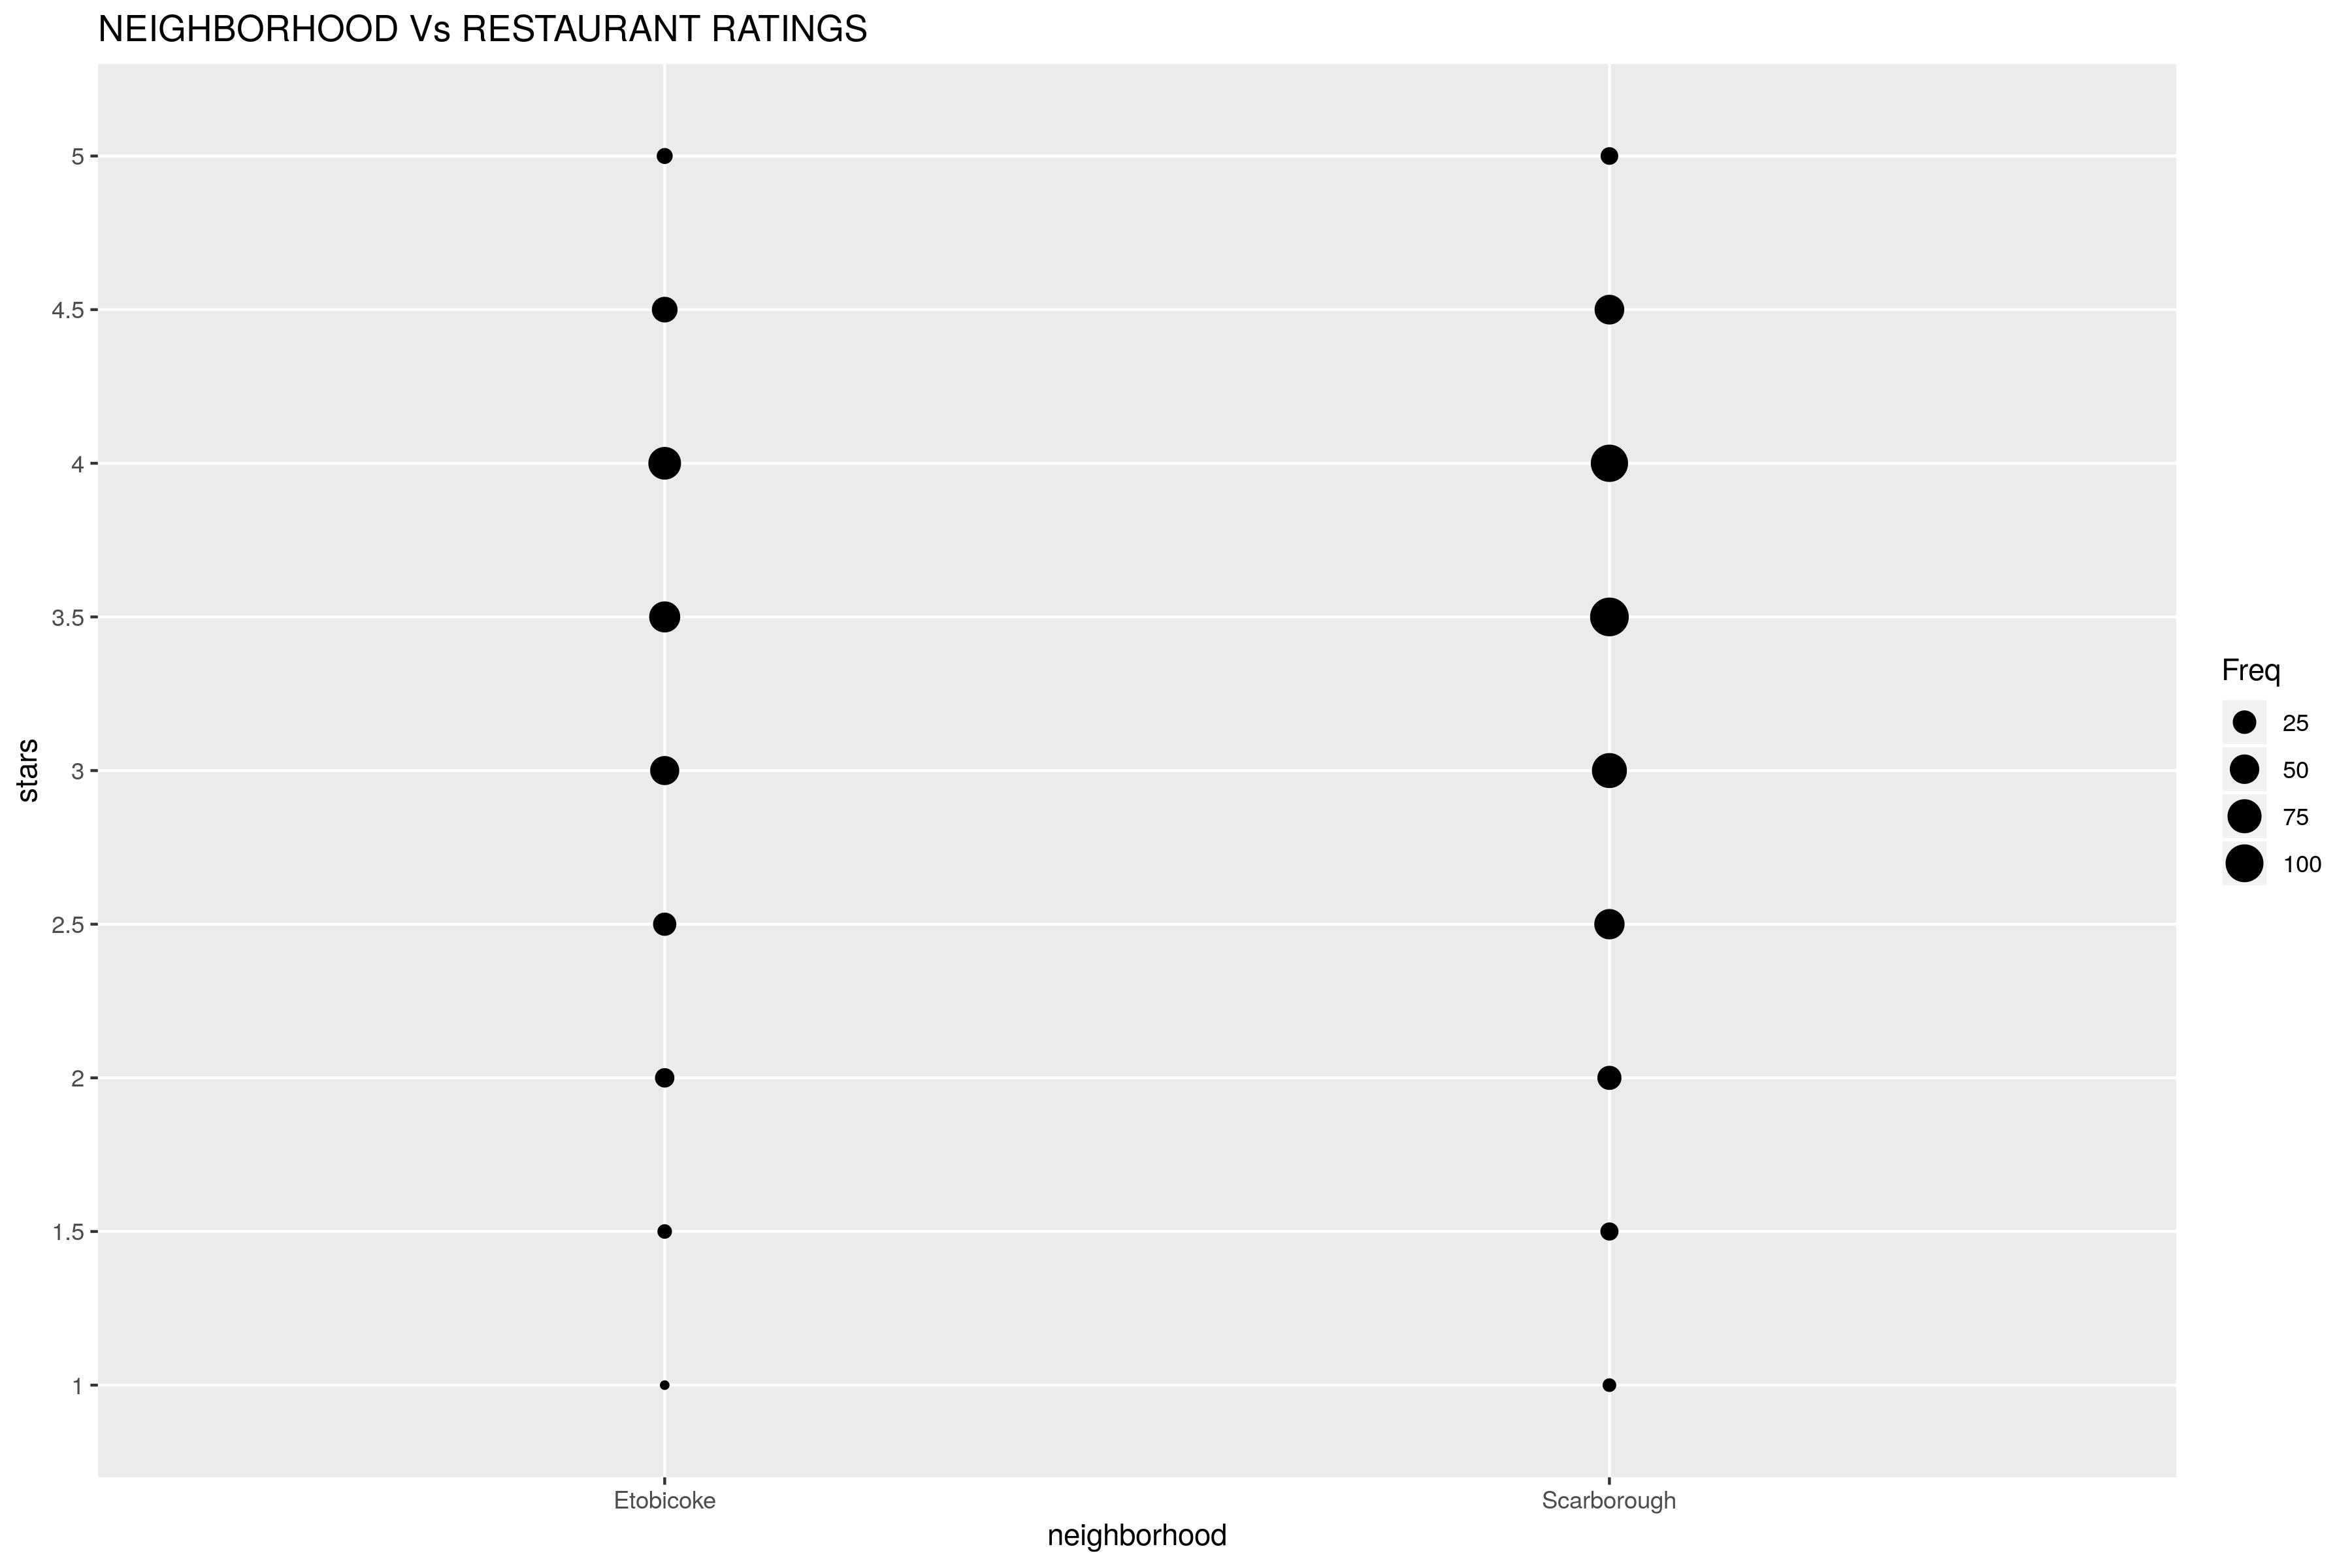 NEIGHBORHOOD Vs RESTAURANT RATINGS
5
4.5
4
3.5
3
2.5
2
1.5
1
stars
Etobicoke
Scarborough
neighborhood
Freq
25
50
75
100